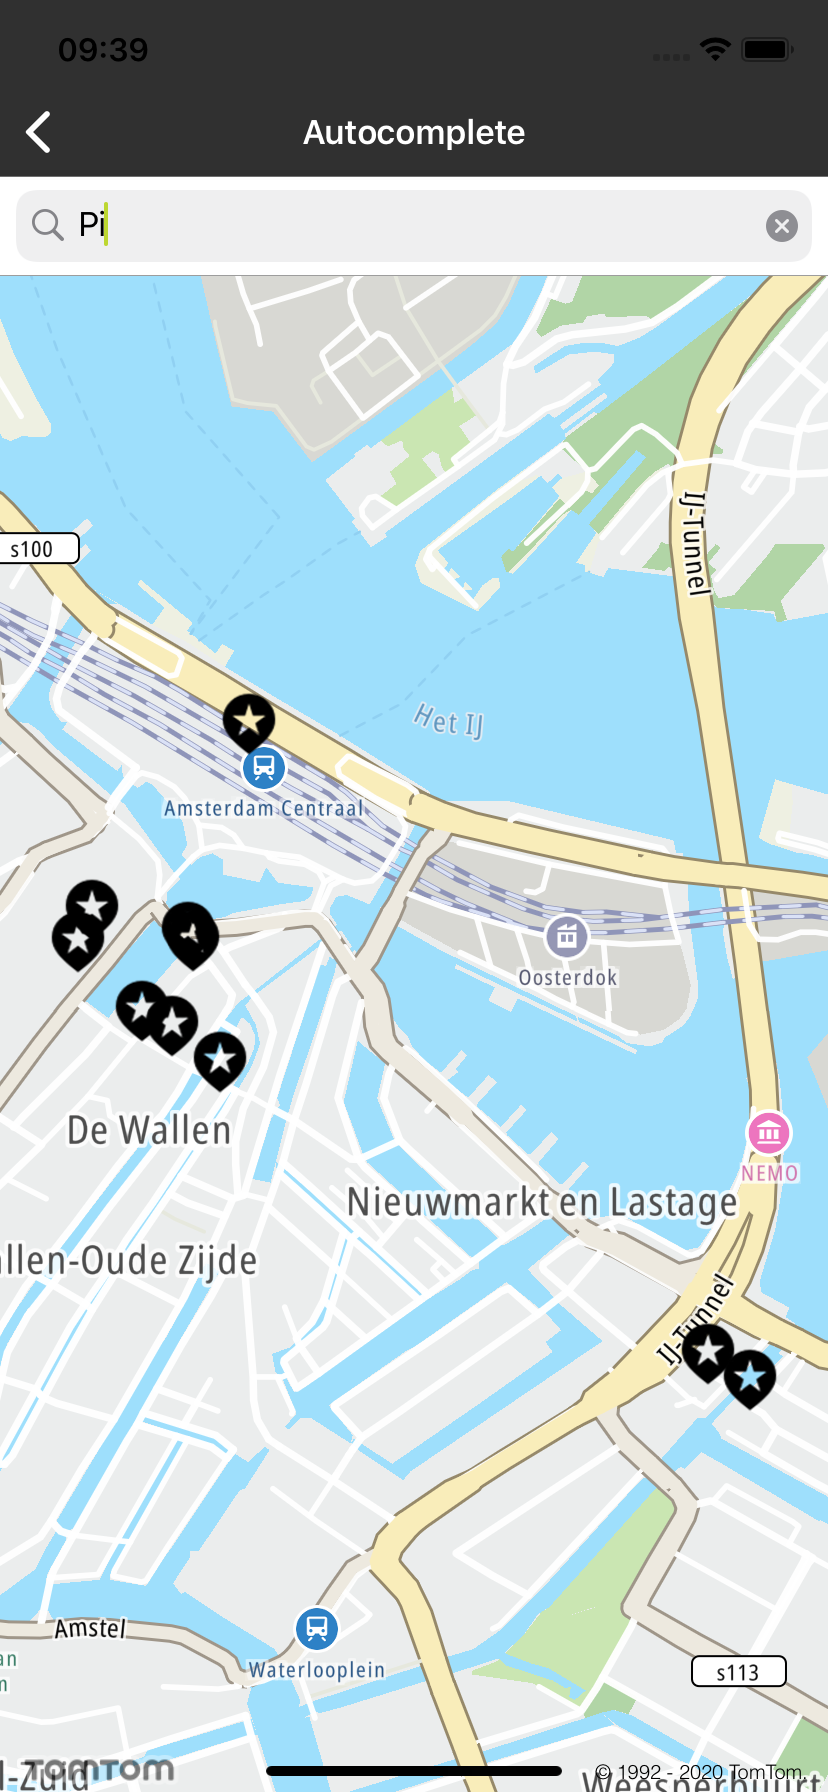 09:39
Autocomplete
Pi
IJ-Tunnel
s100
Het IJ
Amsterdam Centraal
Oosterdok
De Wallen
NEMO
Nieuwmarkt en Lastage
llen-Oude Zijde
IJ-Tunnel
Amstel
Waterlooplein
an
s113
l-Zuid
TOMTOM
© 1992 - 2020 TomTom.
Weesperbuurt